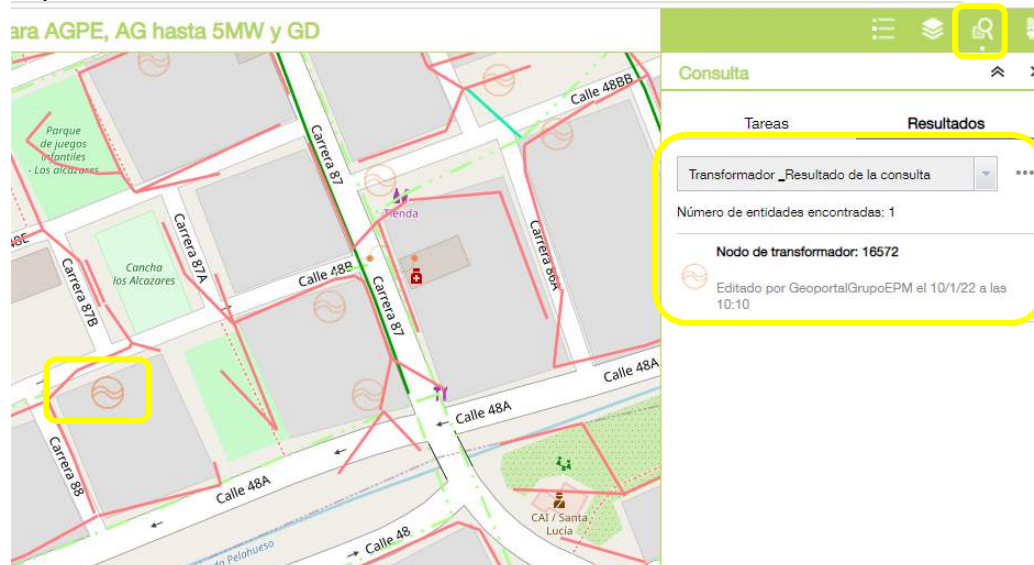 ara AGPE, AG hasta 5MW y GD
Consulta
Tareas
Resultados
Transformador _Resultado de la consulta
Número de entidades encontradas: 1
Nodo de transformador: 16572
Editado por GeoportalGrupoEPM el 10/1/22 a las
10:10
Calle 48BB
Parque
de juegos
infantiles
- Los alcazares
Carrera 87
Tienda
48E
Carrera 87A
Cancha
los Alcazares
Calle 48B
Carrera 86A
Carrera 87B
Carrera 87
Calle 48A
Calle 48A
Carrera 88
Calle 48A
CAI / Santa
Lucía
Calle 48
da Pelahueso